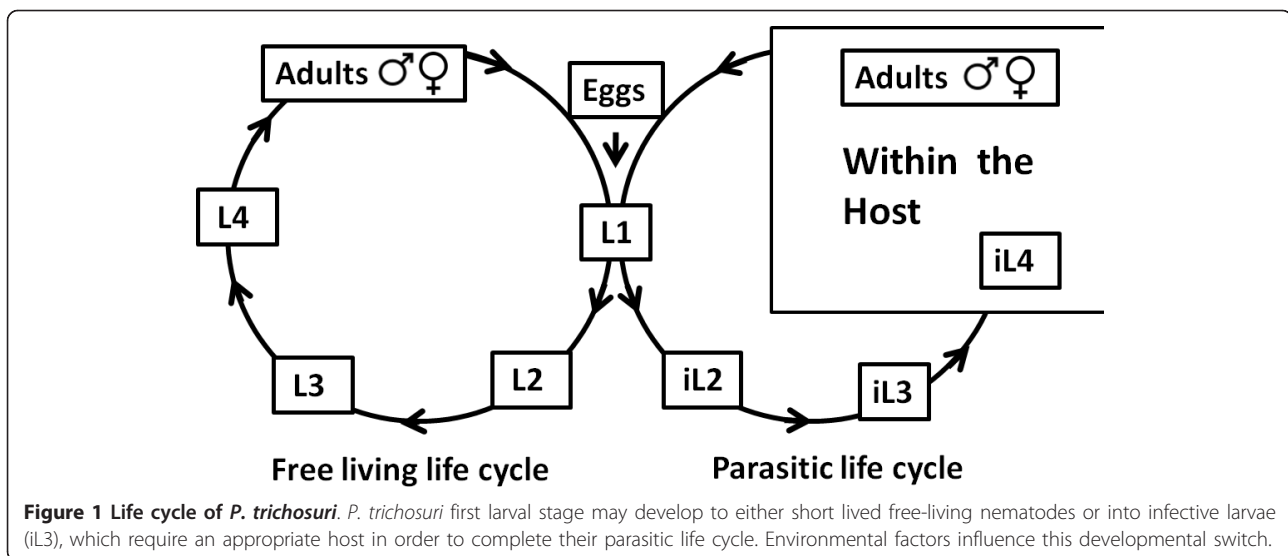 Adults ♂♀
Eggs
Adults ♂♀
Within the
Host
L4
L1
iL4
L3
L2
iL2
iL3
Free living life cycle
Parasitic life cycle
Figure 1 Life cycle of P. trichosuri. P. trichosuri first larval stage may develop to either short lived free-living nematodes or into infective larvae
(iL3), which require an appropriate host in order to complete their parasitic life cycle. Environmental factors influence this developmental switch.